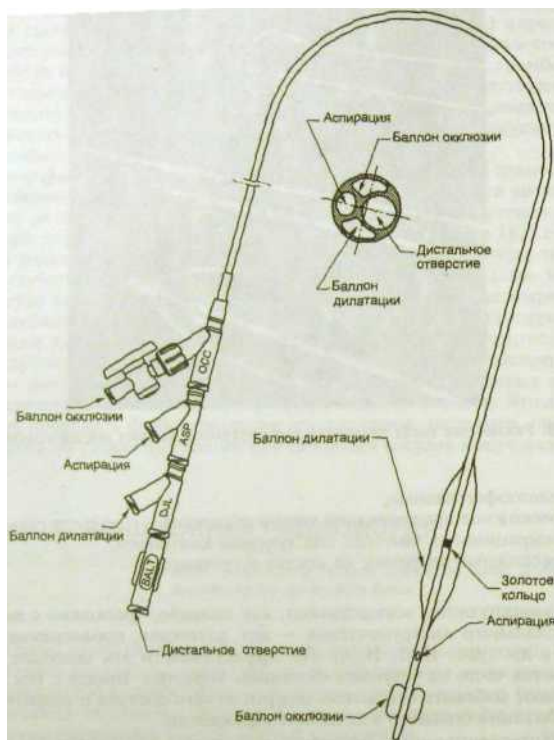 Аспирация
Баллон окклюзии
Дистальное
отверстие
Баллон
дилатации
OCC
Баллон окклюзии
ASP
Аспирация
DJL
Баллон дилатации
BALT
Дистальное отверстие
Баллон дилатации
Золотое
кольцо
Аспирация
Баллон окклюзии